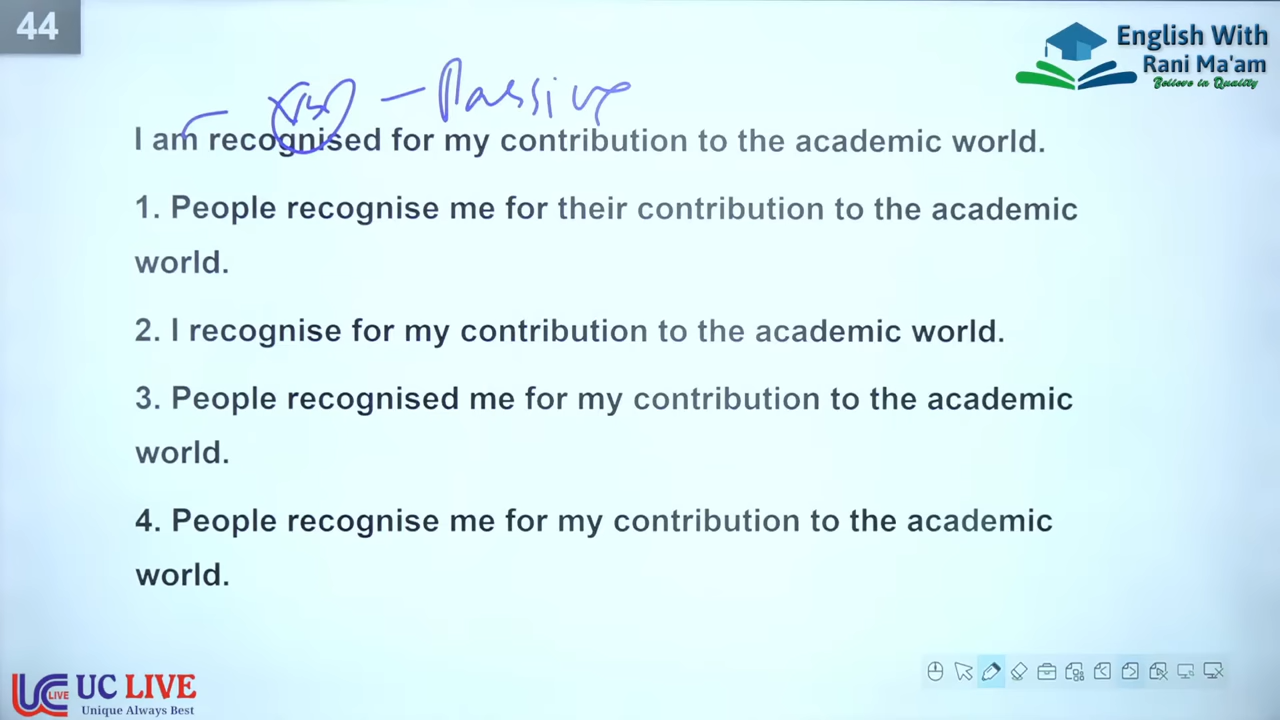 44
English With
Rani Ma'am
Believe in Quality
– Passive
I am recognised for my contribution to the academic world.
1. People recognise me for their contribution to the academic
world.
2. I recognise for my contribution to the academic world.
3. People recognised me for my contribution to the academic
world.
4. People recognise me for my contribution to the academic
world.
UC LIVE
LIVE
Unique Always Best